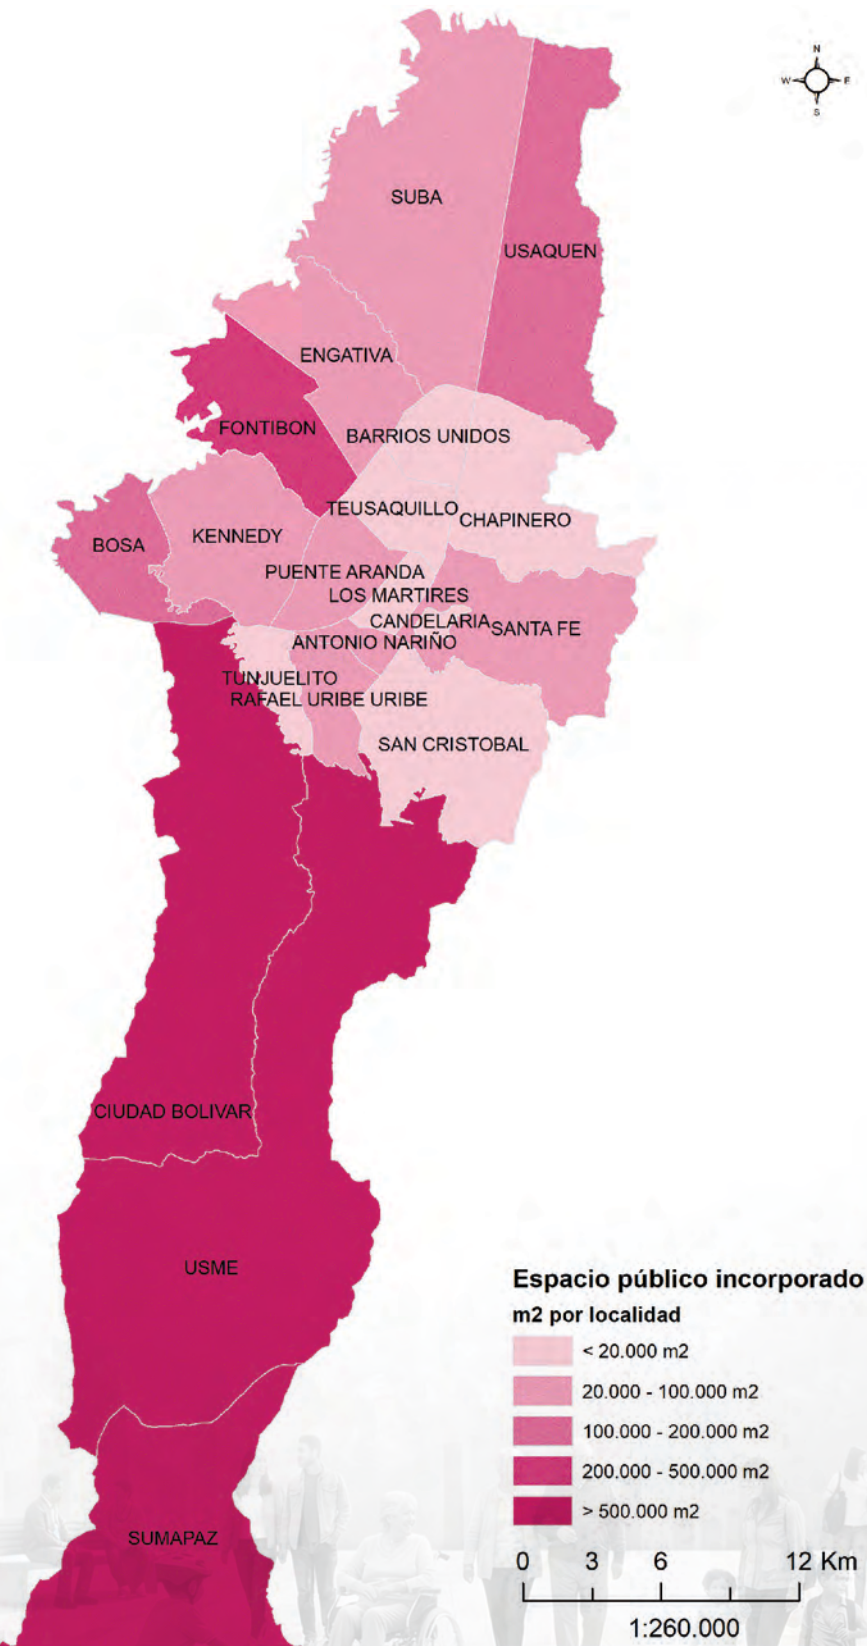 N
W E
S
SUBA
USAQUEN
ENGATIVA
FONTIBON
BARRIOS UNIDOS
TEUSAQUILLO
CHAPINERO
BOSA
KENNEDY
PUENTE ARANDA
LOS MARTIRES
CANDELARIA
SANTA FE
ANTONIO NARIÑO
TUNJUELITO
RAFAEL URIBE URIBE
SAN CRISTOBAL
CIUDAD BOLIVAR
USME
SUMAPAZ
Espacio público incorporado
m2 por localidad
< 20.000 m2
20.000 - 100.000 m2
100.000 - 200.000 m2
200.000 - 500.000 m2
> 500.000 m2
0 3 6 12 Km
1:260.000